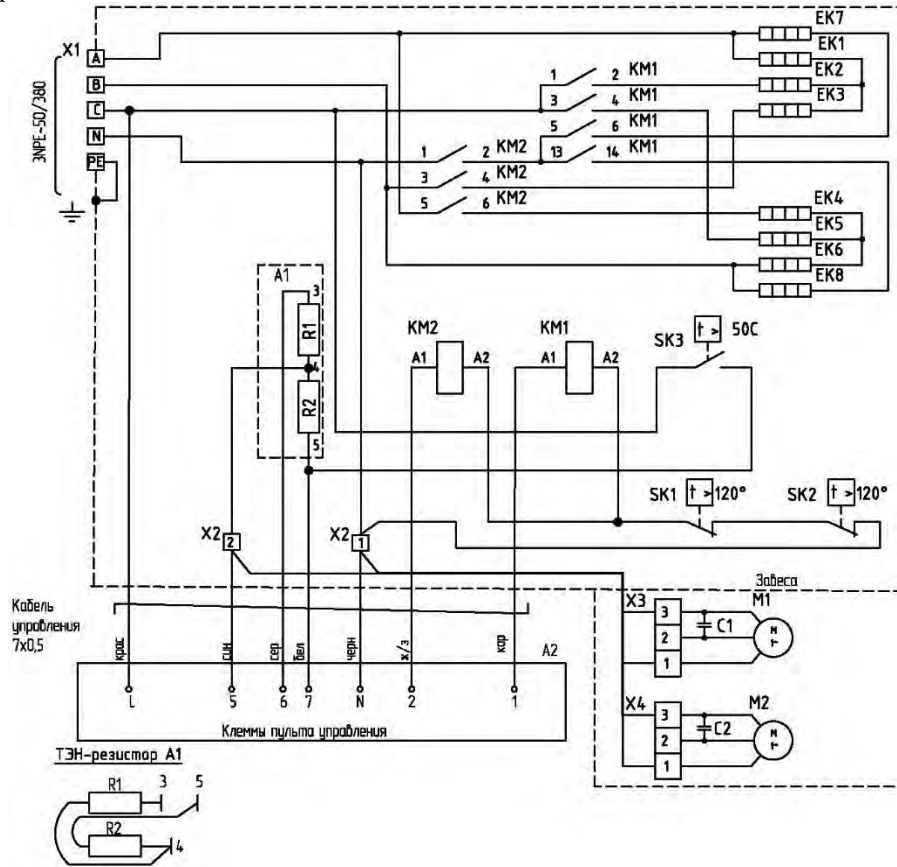 EK7
X1 A EK1
B 1 2 KM1 EK2
C 3 4 KM1 EK3
3NPE-50/380
N 5 6 KM1
PE 1 2 KM2 13 14 KM1
3 4 KM2
5 6 KM2 EK4
EK5
EK6
A1 EK8
3
R1 KM2 KM1 SK3 t > 50C
4 A1 A2 A1 A2
R2
5
SK1 t >120° SK2 t >120°
X2 2 X2 1
Завеса
Кабель
управления
7x0,5
X3 3 C1 M1
2 M 1~
1
крас син сер бел черн ж/з кор A2
L 5 6 7 N 2 1
X4 3 C2 M2
2 M 1~
1
Клеммы пульта управления
ТЭН-резистор А1
R1 3 5
R2 4